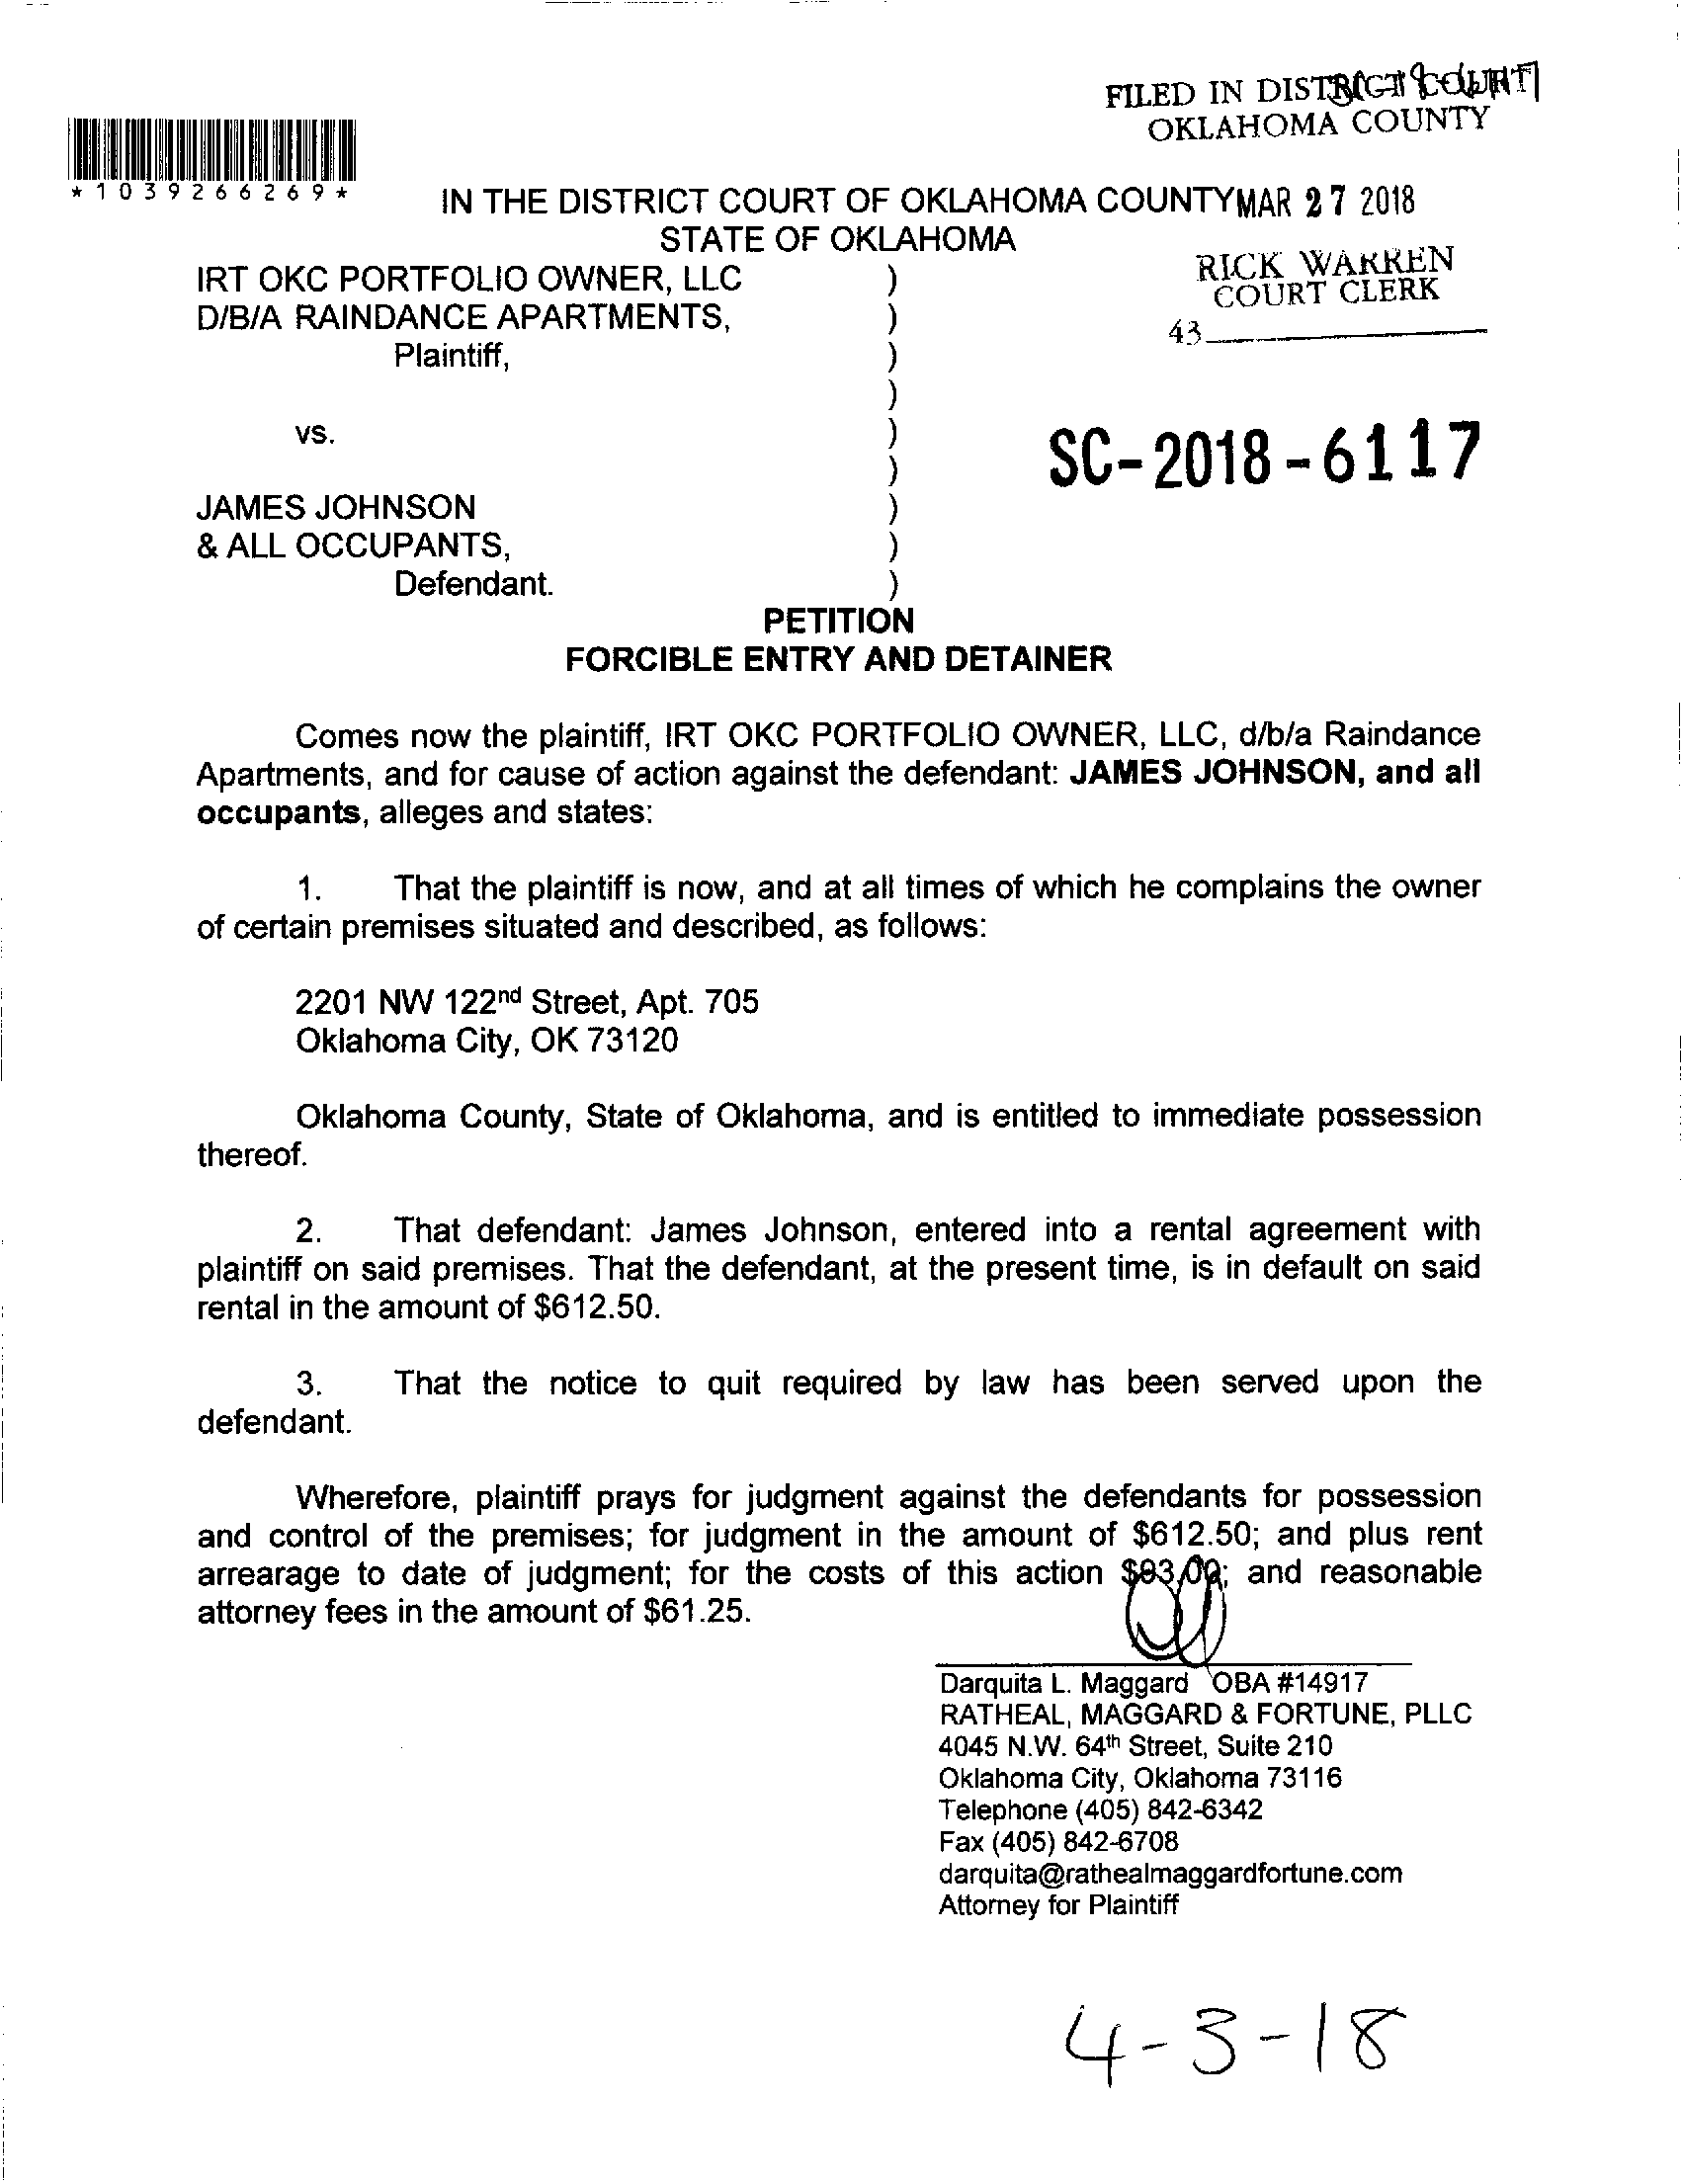 FILED IN DISTRICT COURT
OKLAHOMA COUNTY
*1039266269*
IN THE DISTRICT COURT OF OKLAHOMA COUNTY MAR 27 2018
STATE OF OKLAHOMA
RICK WARREN
COURT CLERK
43
IRT OKC PORTFOLIO OWNER, LLC )
D/B/A RAINDANCE APARTMENTS, )
Plaintiff, )
)
vs. )
SC-2018-6117
)
JAMES JOHNSON )
& ALL OCCUPANTS, )
Defendant. )
PETITION
FORCIBLE ENTRY AND DETAINER
Comes now the plaintiff, IRT OKC PORTFOLIO OWNER, LLC, d/b/a Raindance
Apartments, and for cause of action against the defendant: JAMES JOHNSON, and all
occupants, alleges and states:
1. That the plaintiff is now, and at all times of which he complains the owner
of certain premises situated and described, as follows:
2201 NW 122nd Street, Apt. 705
Oklahoma City, OK 73120
Oklahoma County, State of Oklahoma, and is entitled to immediate possession
thereof.
2. That defendant: James Johnson, entered into a rental agreement with
plaintiff on said premises. That the defendant, at the present time, is in default on said
rental in the amount of $612.50.
3. That the notice to quit required by law has been served upon the
defendant.
Wherefore, plaintiff prays for judgment against the defendants for possession
and control of the premises; for judgment in the amount of $612.50; and plus rent
arrearage to date of judgment; for the costs of this action and reasonable
attorney fees in the amount of $61.25.
Darquita L. Maggard OBA #14917
RATHEAL, MAGGARD & FORTUNE, PLLC
4045 N.W. 64th Street, Suite 210
Oklahoma City, Oklahoma 73116
Telephone (405) 842-6342
Fax (405) 842-6708
darquita@rathealmaggardfortune.com
Attorney for Plaintiff
4-3-18